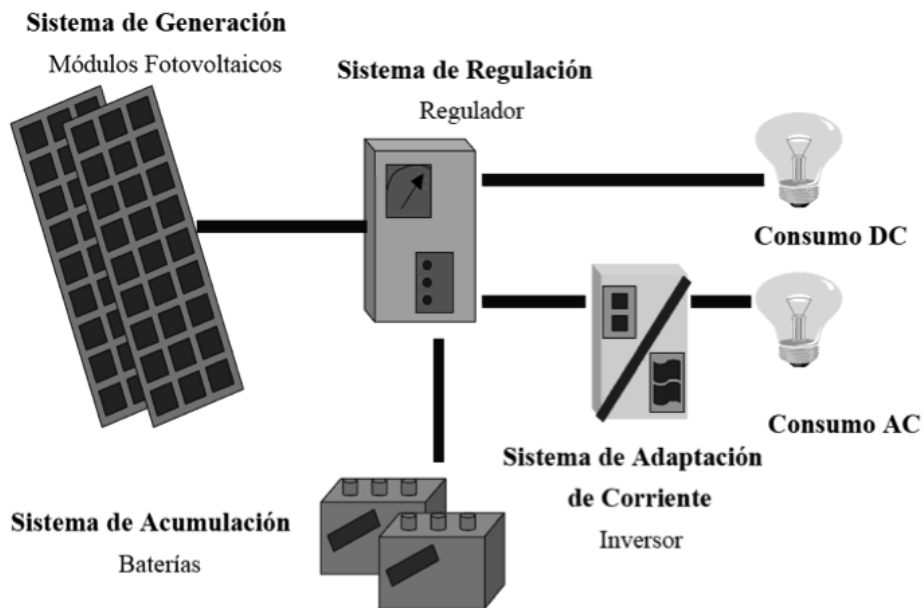 Sistema de Generación
Módulos Fotovoltaicos
Sistema de Regulación
Regulador
Consumo DC
Consumo AC
Sistema de Adaptación
de Corriente
Inversor
Sistema de Acumulación
Baterías